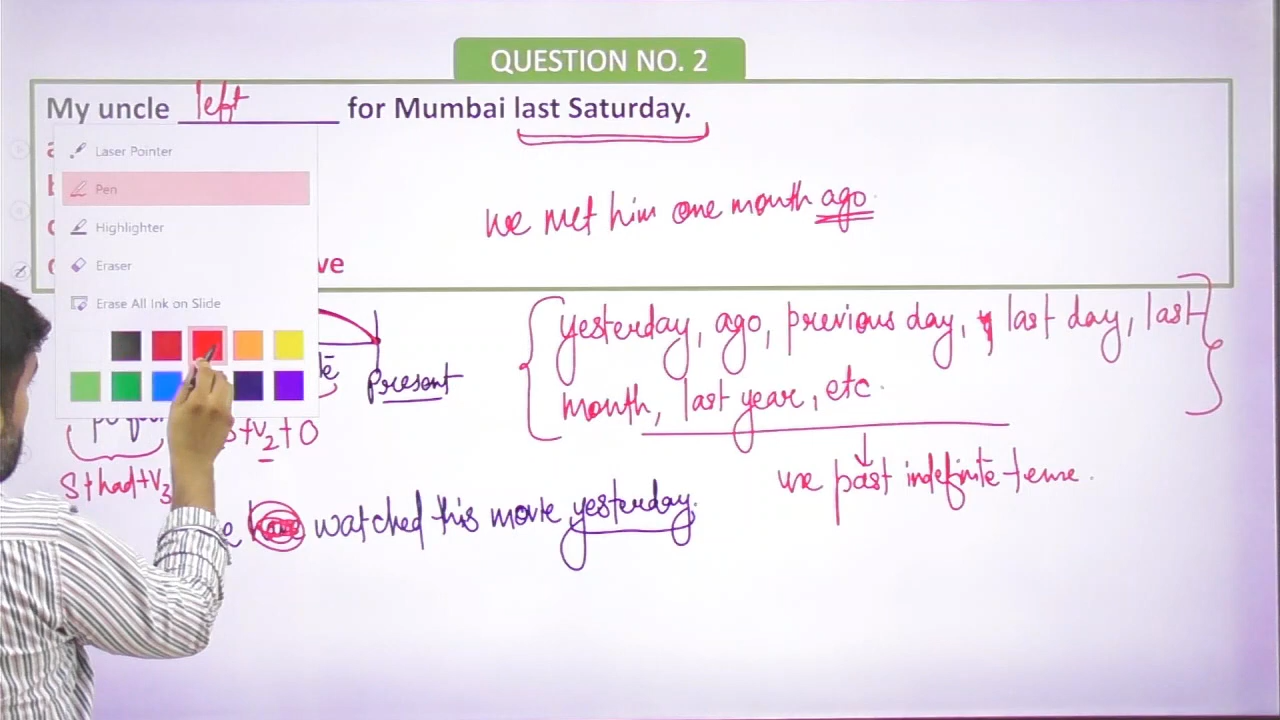 QUESTION NO. 2
My uncle left for Mumbai last Saturday.
Laser Pointer
Pen
Highlighter
Eraser
Erase All Ink on Slide
ve
we met him one month ago.
yesterday, ago, previous day, last day, last
month, last year, etc.
Present
S+V2+O
S+had+V3
use past indefinite tense.
have watched this movie yesterday.